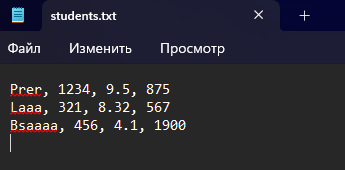 students.txt
Файл Изменить Просмотр
Prer, 1234, 9.5, 875
Laaa, 321, 8.32, 567
Bsaaaa, 456, 4.1, 1900